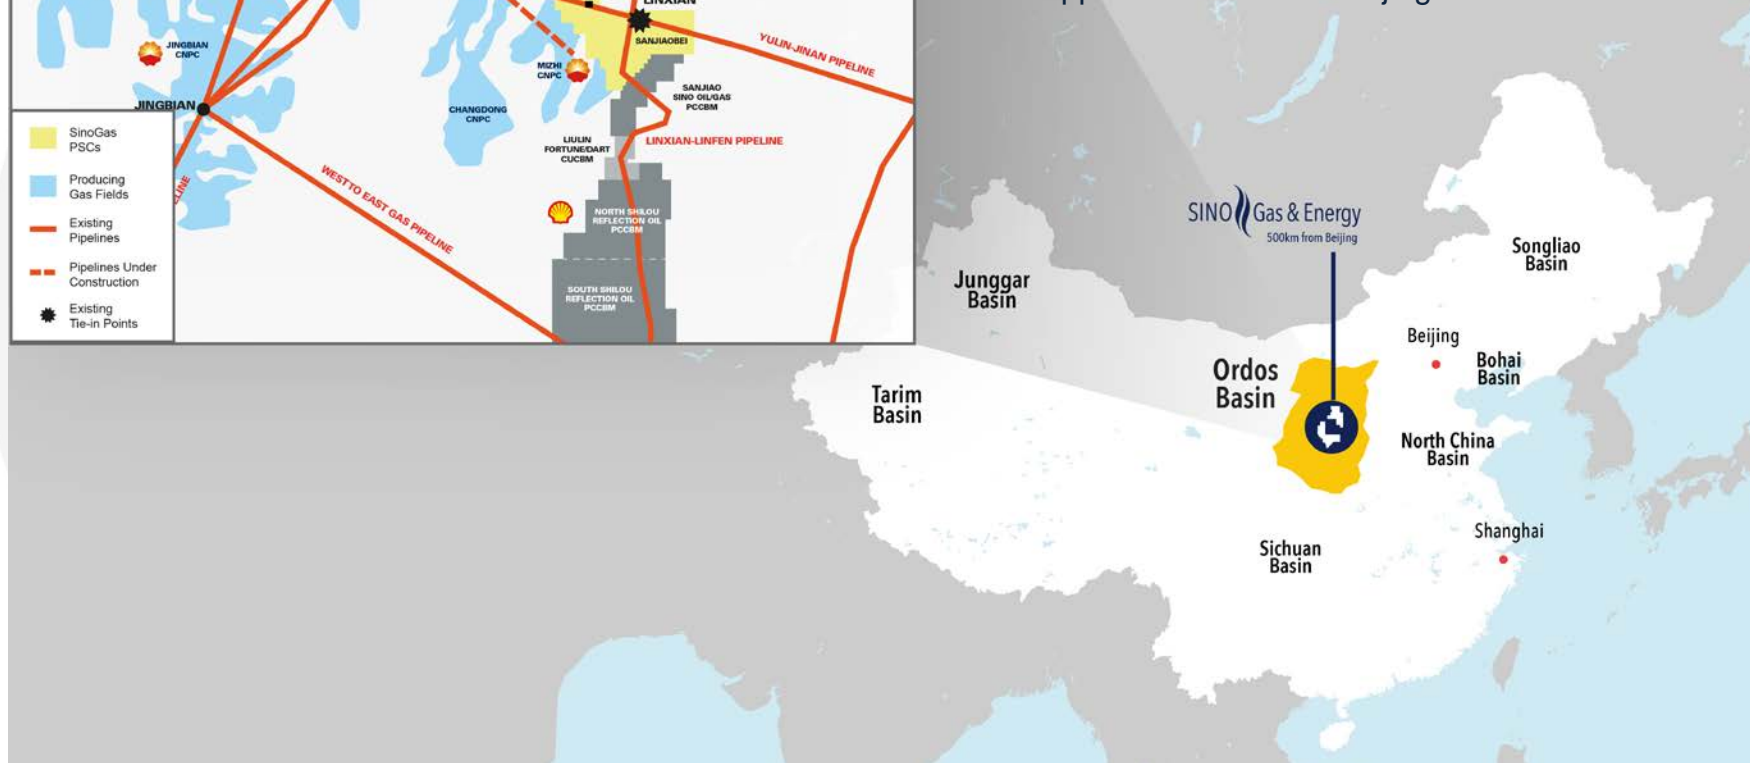 LINXIAN
SANJIAOBEI
YULIN-JINAN PIPELINE
JINGBIAN
CNPC
MIZHI
CNPC
SANJIAO
SINO OIL/GAS
PCCBM
JINGBIAN
CHANGDONG
CNPC
LIULIN
FORTUNE/DART
CUCBM
LINXIAN-LINFEN PIPELINE
WEST TO EAST GAS PIPELINE
NORTH SHILOU
REFLECTION OIL
PCCBM
SOUTH SHILOU
REFLECTION OIL
PCCBM
SinoGas
PSCs
Producing
Gas Fields
Existing
Pipelines
Pipelines Under
Construction
Existing
Tie-in Points
SINO Gas & Energy
500km from Beijing
Songliao
Basin
Junggar
Basin
Beijing
Bohai
Basin
Ordos
Basin
Tarim
Basin
North China
Basin
Shanghai
Sichuan
Basin